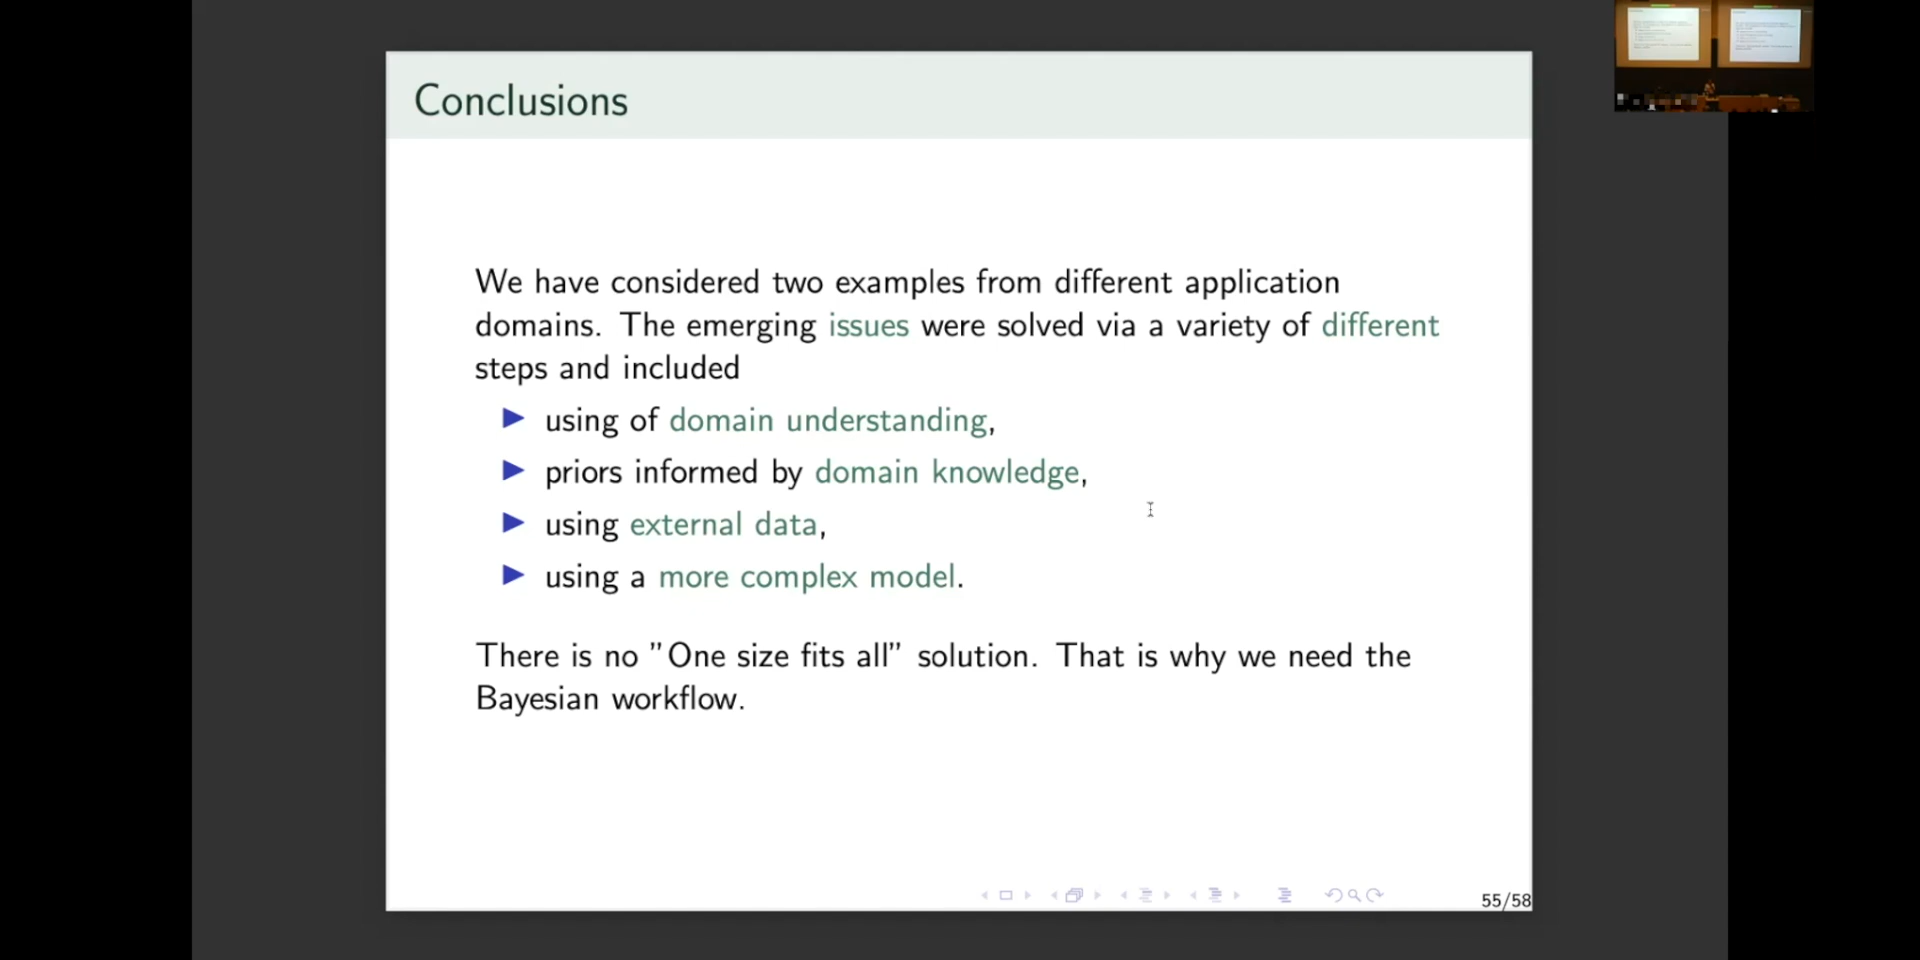 Conclusions
We have considered two examples from different application
domains. The emerging issues were solved via a variety of different
steps and included
▶ using of domain understanding,
▶ priors informed by domain knowledge,
▶ using external data,
▶ using a more complex model.
There is no ”One size fits all” solution. That is why we need the
Bayesian workflow.
55/58